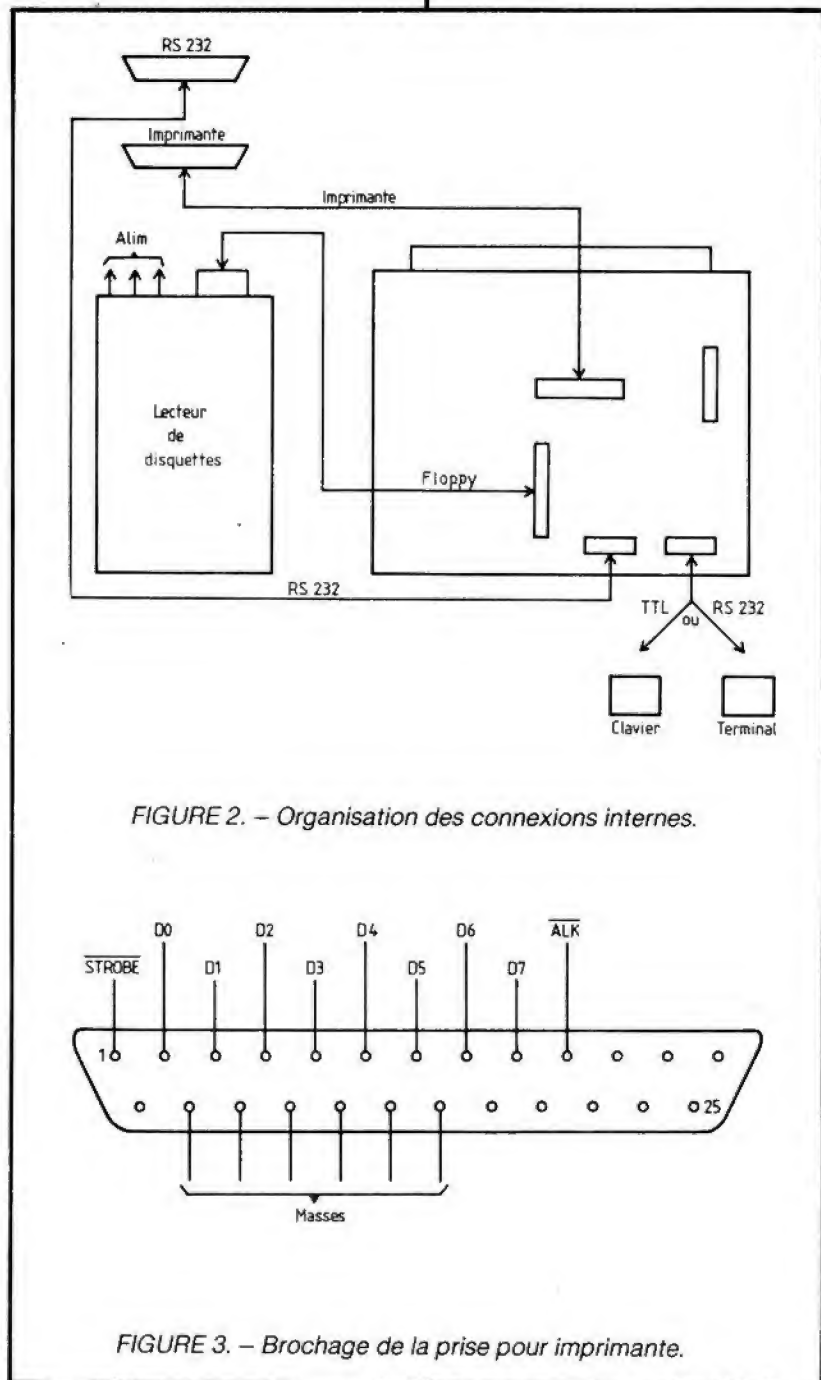 RS 232
Imprimante
Imprimante
Alim
Lecteur
de
disquettes
Floppy
RS 232
TTL
ou
RS 232
Clavier
Terminal
FIGURE 2. – Organisation des connexions internes.
D0
D2
D4
D6
ALK
STROBE
D1
D3
D5
D7
1
25
Masses
FIGURE 3. – Brochage de la prise pour imprimante.